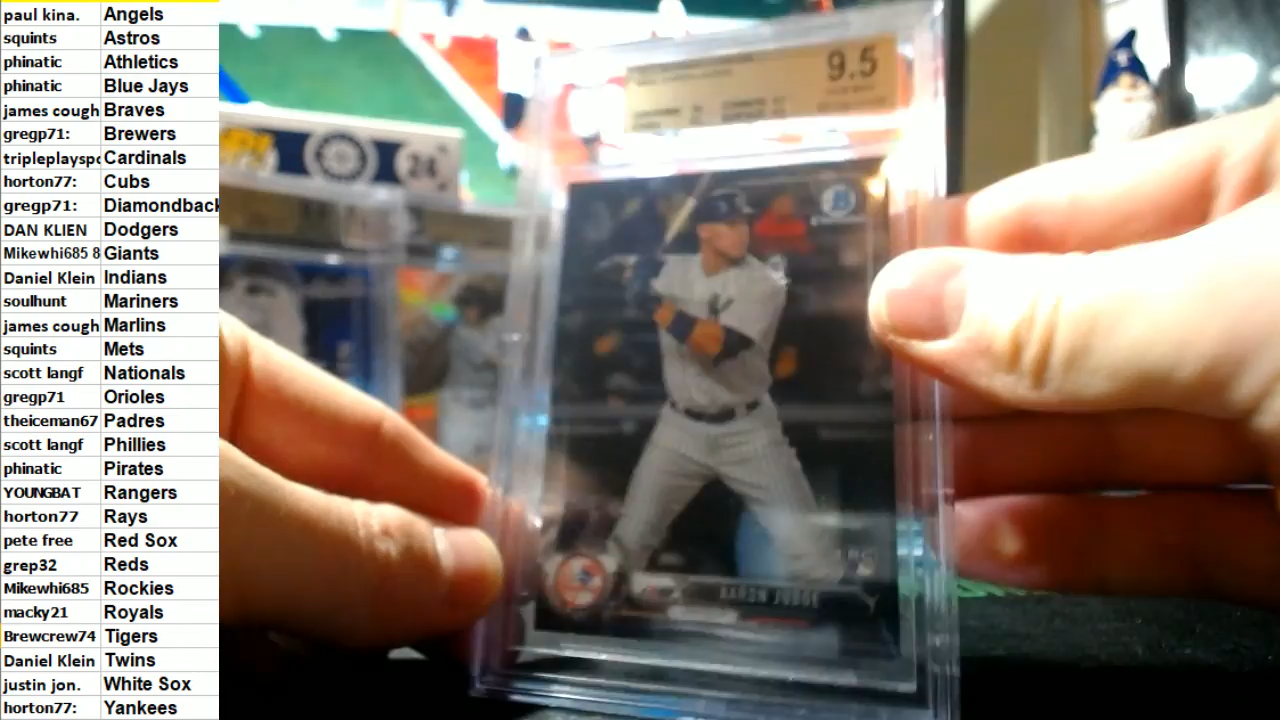 paul kina. Angels
squints Astros
phinatic Athletics
phinatic Blue Jays
james cough Braves
gregp71: Brewers
tripleplayspo Cardinals
horton77: Cubs
gregp71: Diamondback
DAN KLIEN Dodgers
Mikewhi685 8 Giants
Daniel Klein Indians
soulhunt Mariners
james cough Marlins
squints Mets
scott langf Nationals
gregp71 Orioles
theiceman67 Padres
scott langf Phillies
phinatic Pirates
YOUNGBAT Rangers
horton77 Rays
pete free Red Sox
grep32 Reds
Mikewhi685 Rockies
macky21 Royals
Brewcrew74 Tigers
Daniel Klein Twins
justin jon. White Sox
horton77: Yankees
9.5
24
AARON JUDGE